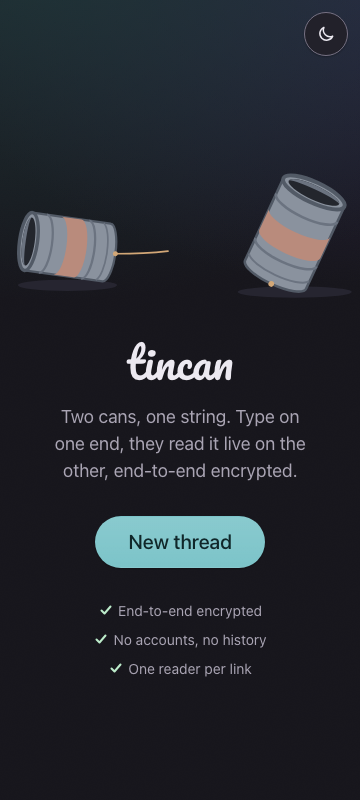 tincan
Two cans, one string. Type on
one end, they read it live on the
other, end-to-end encrypted.
New thread
End-to-end encrypted
No accounts, no history
One reader per link